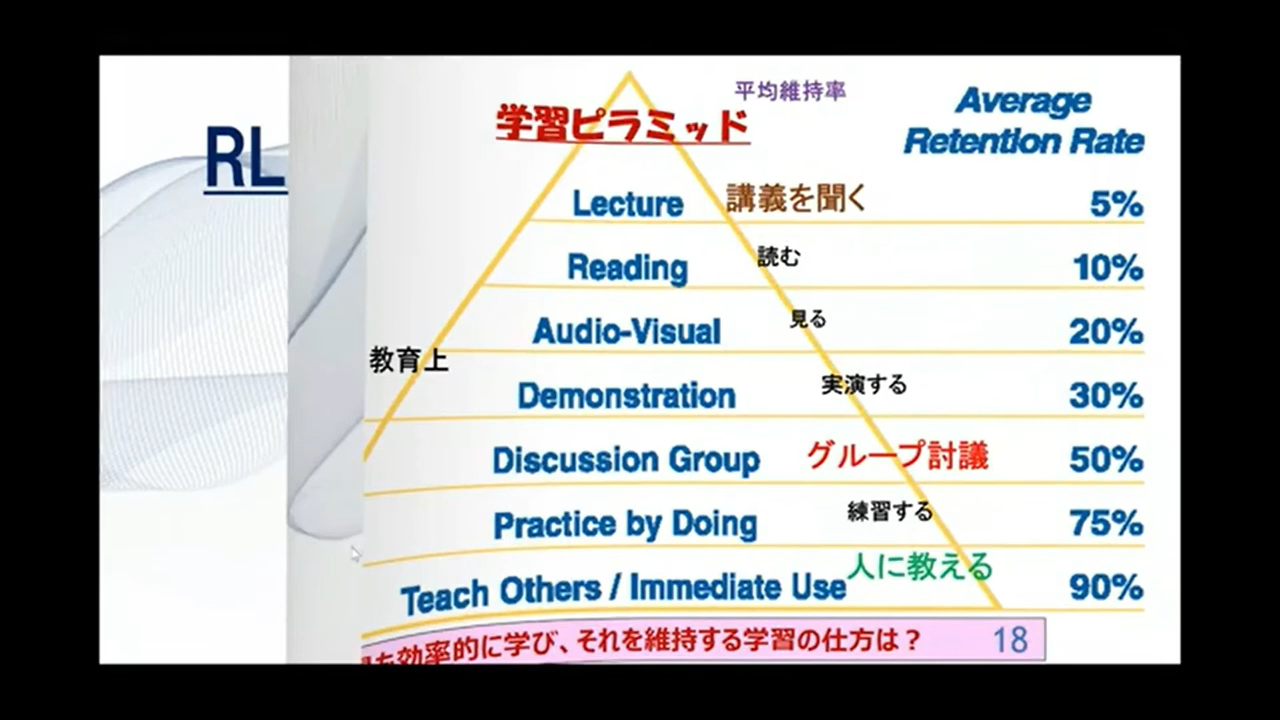 RL
学習ピラミッド
平均維持率
Average
Retention Rate
Lecture 講義を聞く 5%
Reading 読む 10%
Audio-Visual 見る 20%
教育上
Demonstration 実演する 30%
Discussion Group グループ討議 50%
Practice by Doing 練習する 75%
Teach Others / Immediate Use 人に教える 90%
も効率的に学び、それを維持する学習の仕方は？ 18